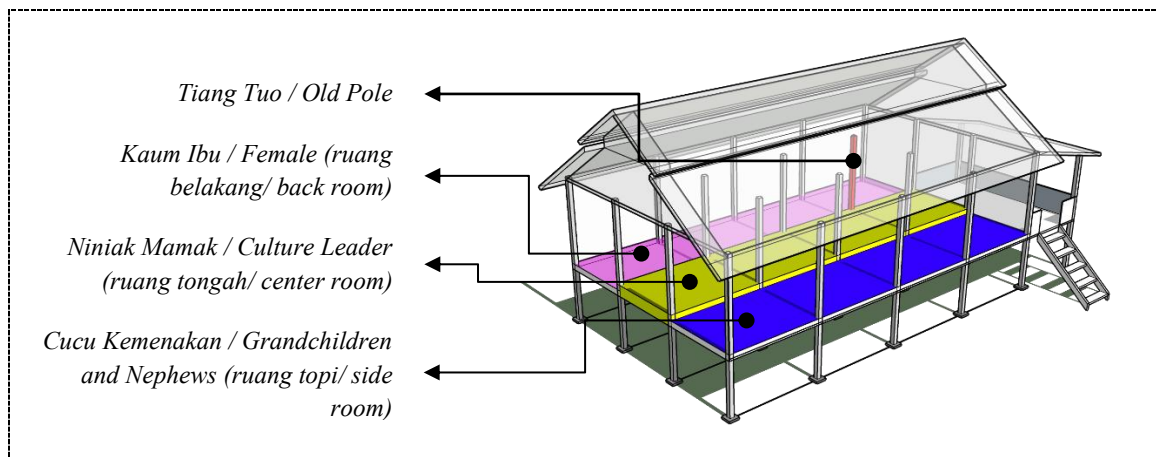 Tiang Tuo / Old Pole
Kaum Ibu / Female (ruang
belakang/ back room)
Niniak Mamak / Culture Leader
(ruang tongah/ center room)
Cucu Kemenakan / Grandchildren
and Nephews (ruang topi/ side
room)